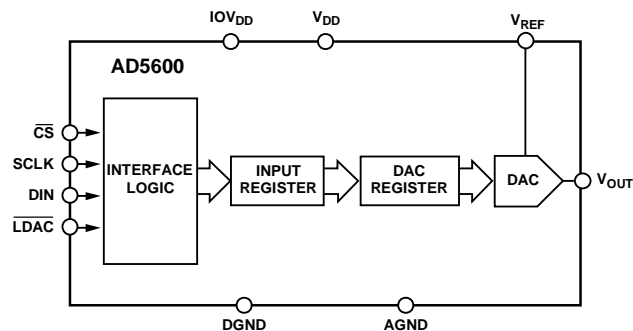 IOVDD
VDD
VREF
AD5600
CS
SCLK
DIN
LDAC
INTERFACE
LOGIC
INPUT
REGISTER
DAC
REGISTER
DAC
VOUT
DGND
AGND